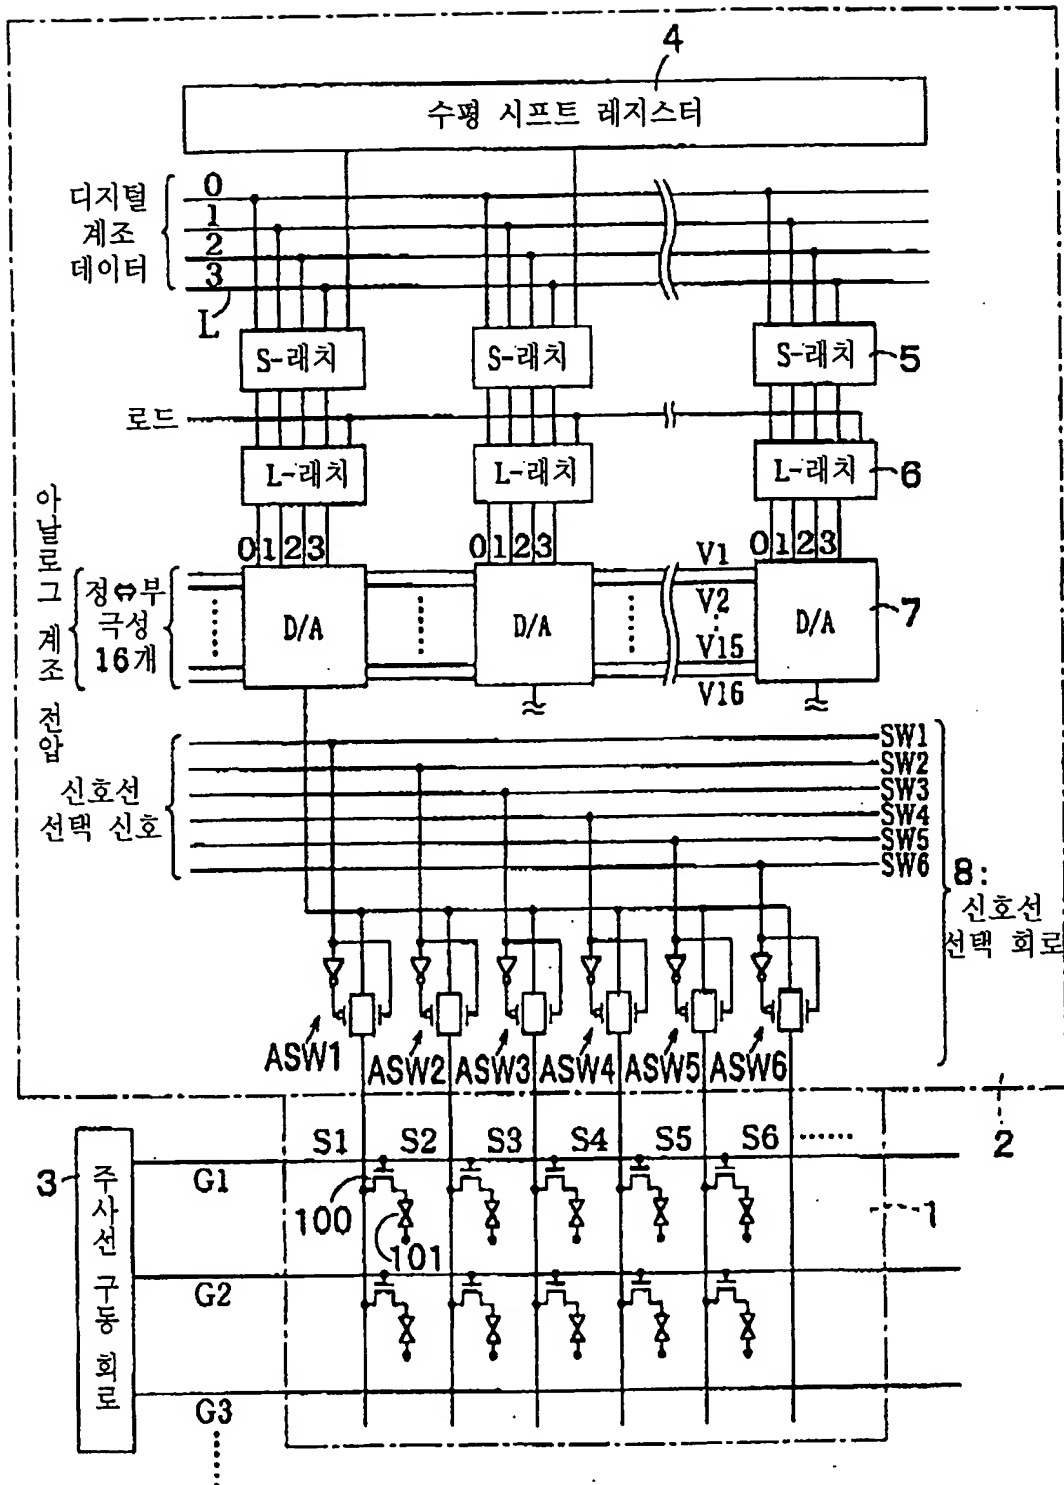 4
수평 시프트 레지스터
디지털
계조
데이터
0
1
2
3
L
S-래치
S-래치
S-래치
5
로드
L-래치
L-래치
L-래치
6
아날로그 계조 전압
정⇔부
극성
16개
0123
0123
0123
D/A
D/A
D/A
7
V1
V2
V15
V16
신호선
선택 신호
SW1
SW2
SW3
SW4
SW5
SW6
8:
신호선
선택 회로
ASW1
ASW2
ASW3
ASW4
ASW5
ASW6
2
S1
S2
S3
S4
S5
S6
3
주사선 구동 회로
G1
100
101
1
G2
G3